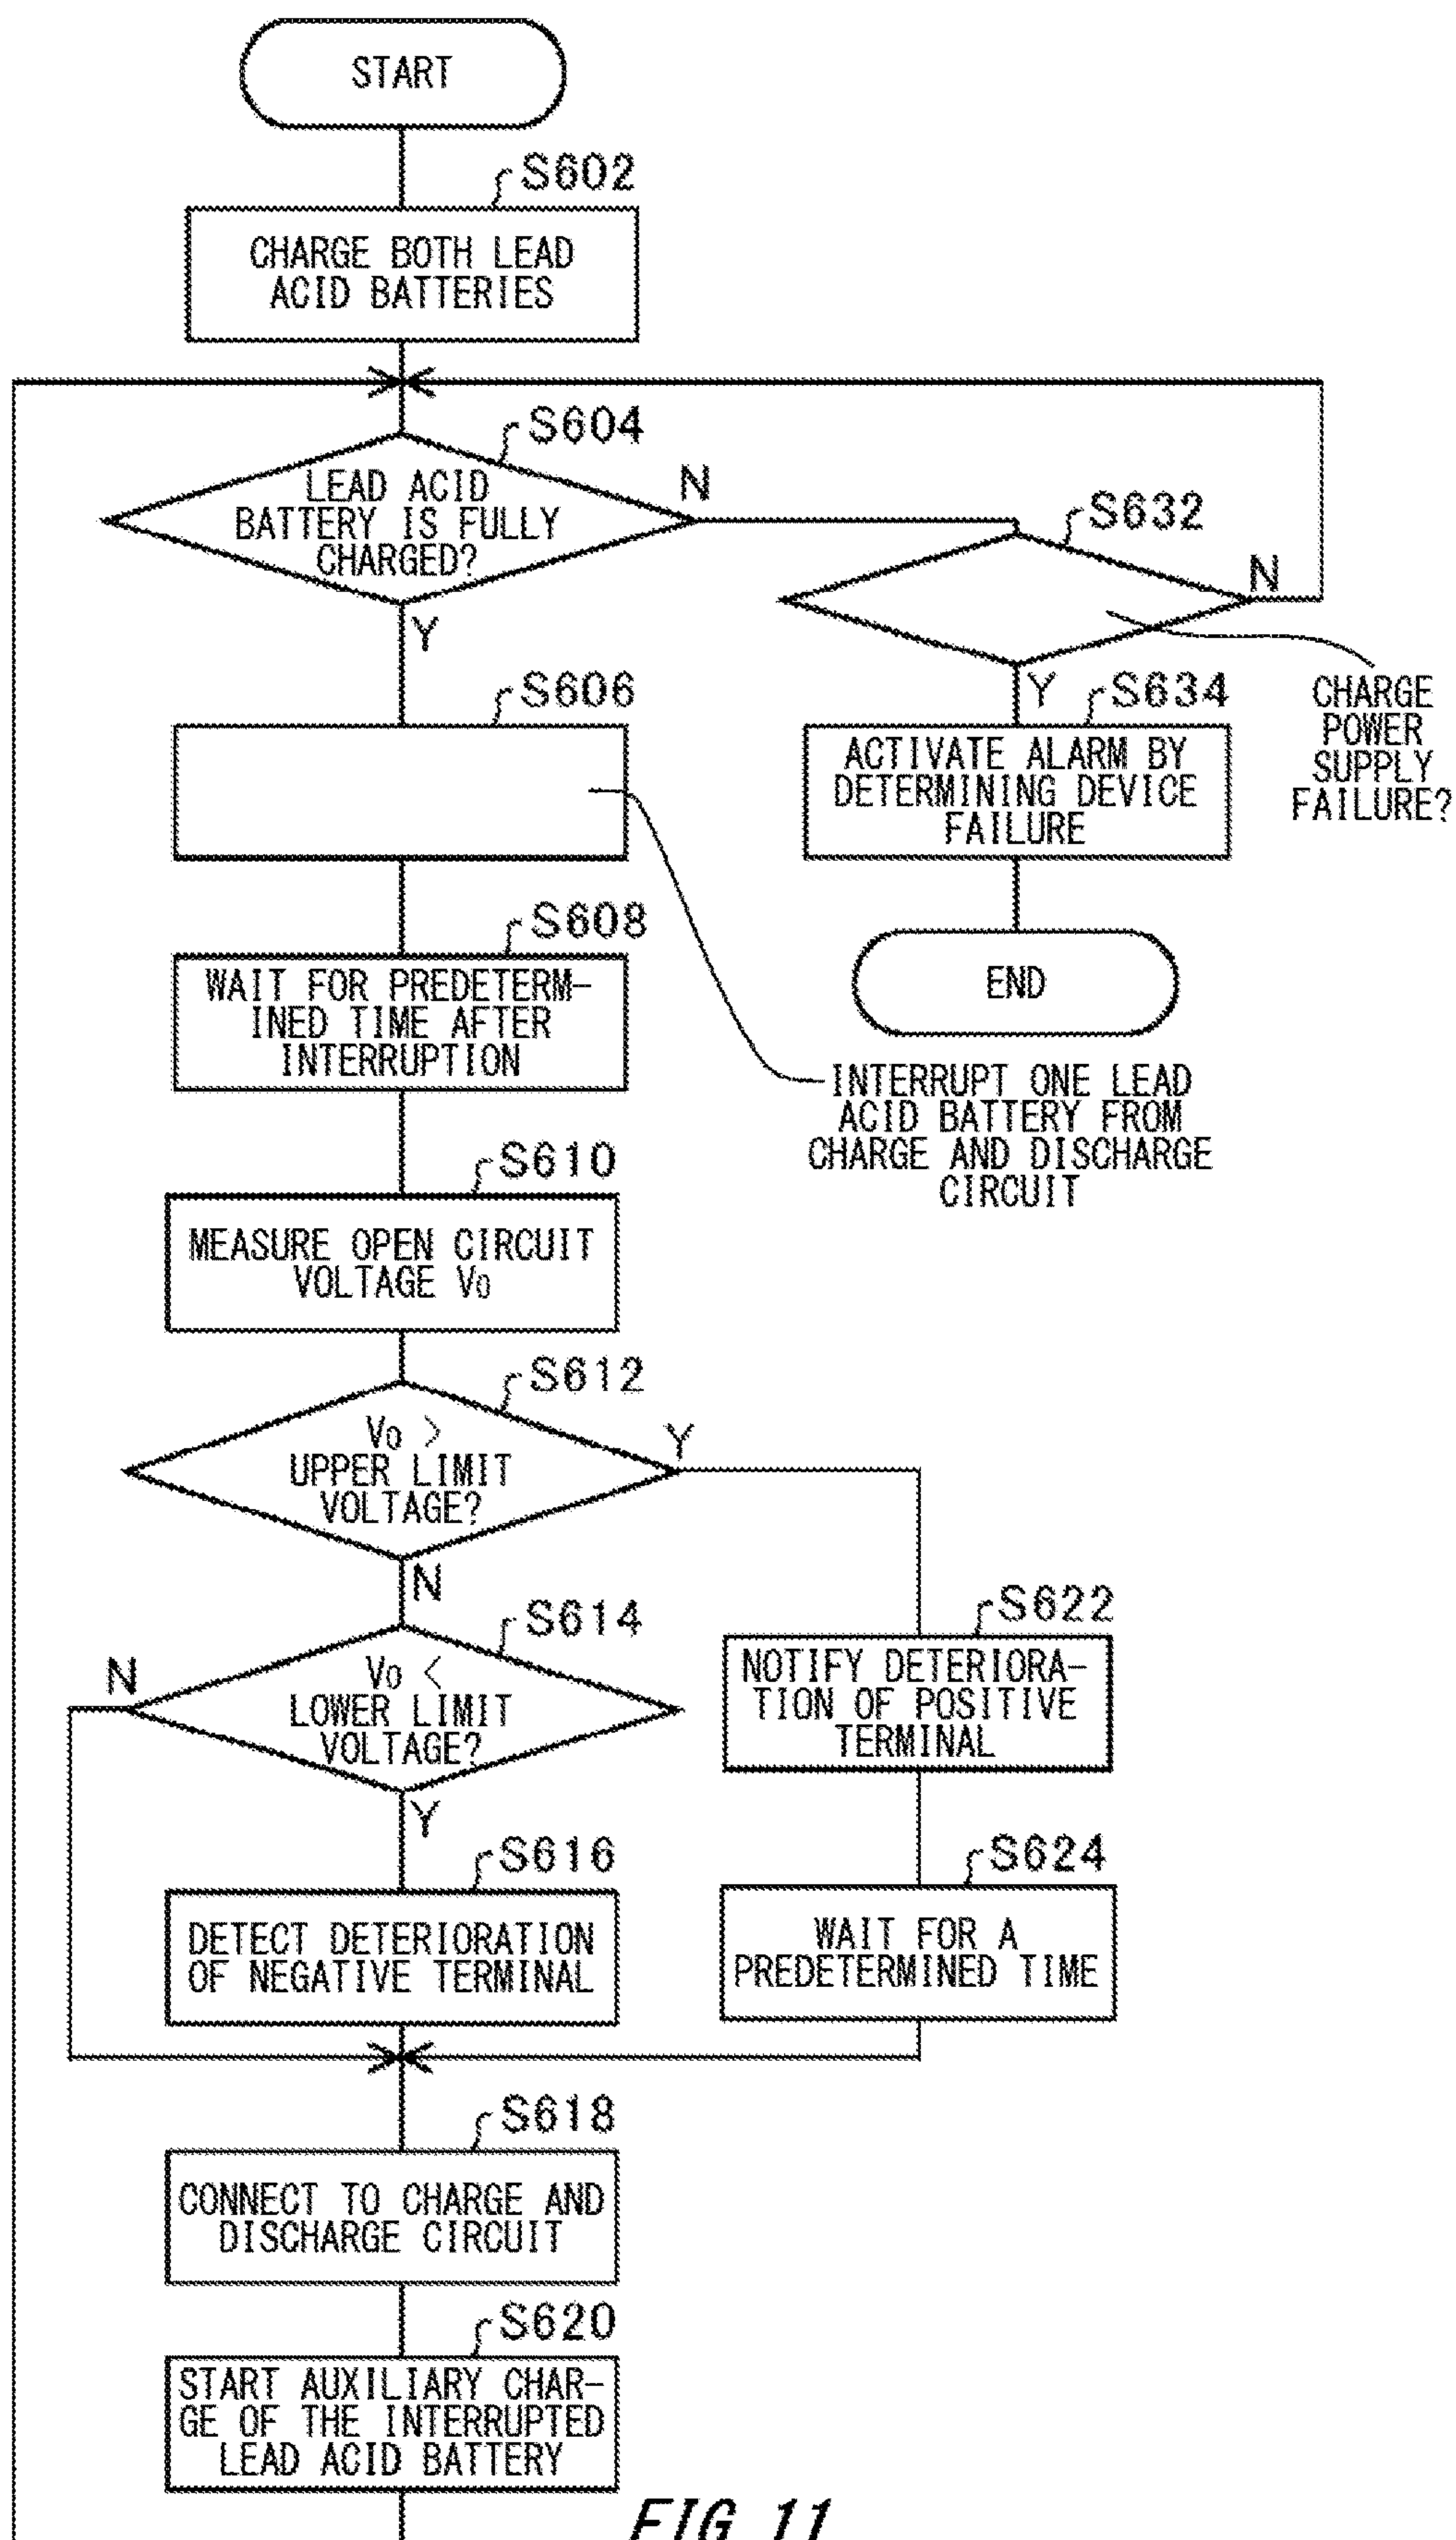 START
S602
CHARGE BOTH LEAD
ACID BATTERIES
S604
LEAD ACID
BATTERY IS FULLY
CHARGED?
N
Y
S632
N
Y
CHARGE
POWER
SUPPLY
FAILURE?
S606
S634
ACTIVATE ALARM BY
DETERMINING DEVICE
FAILURE
S608
WAIT FOR PREDETERM-
INED TIME AFTER
INTERRUPTION
END
INTERRUPT ONE LEAD
ACID BATTERY FROM
CHARGE AND DISCHARGE
CIRCUIT
S610
MEASURE OPEN CIRCUIT
VOLTAGE V0
S612
V0 >
UPPER LIMIT
VOLTAGE?
Y
N
S614
V0 <
LOWER LIMIT
VOLTAGE?
N
Y
S622
NOTIFY DETERIORA-
TION OF POSITIVE
TERMINAL
S616
DETECT DETERIORATION
OF NEGATIVE TERMINAL
S624
WAIT FOR A
PREDETERMINED TIME
S618
CONNECT TO CHARGE AND
DISCHARGE CIRCUIT
S620
START AUXILIARY CHAR-
GE OF THE INTERRUPTED
LEAD ACID BATTERY
FIG. 11